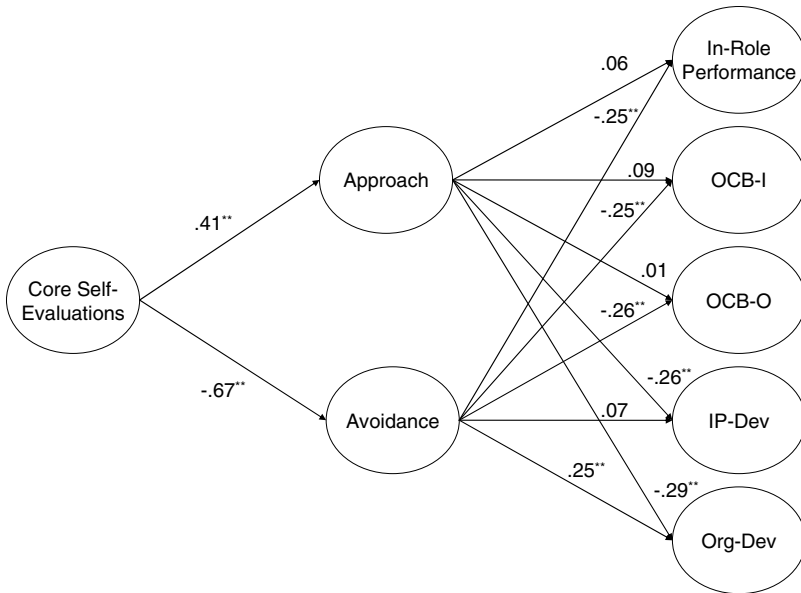 In-Role
Performance
.06
-.25**
Approach
.09
OCB-I
-.25**
.41**
.01
Core Self-
Evaluations
OCB-O
-.26**
-.67**
-.26**
Avoidance
.07
IP-Dev
.25**
-.29**
Org-Dev